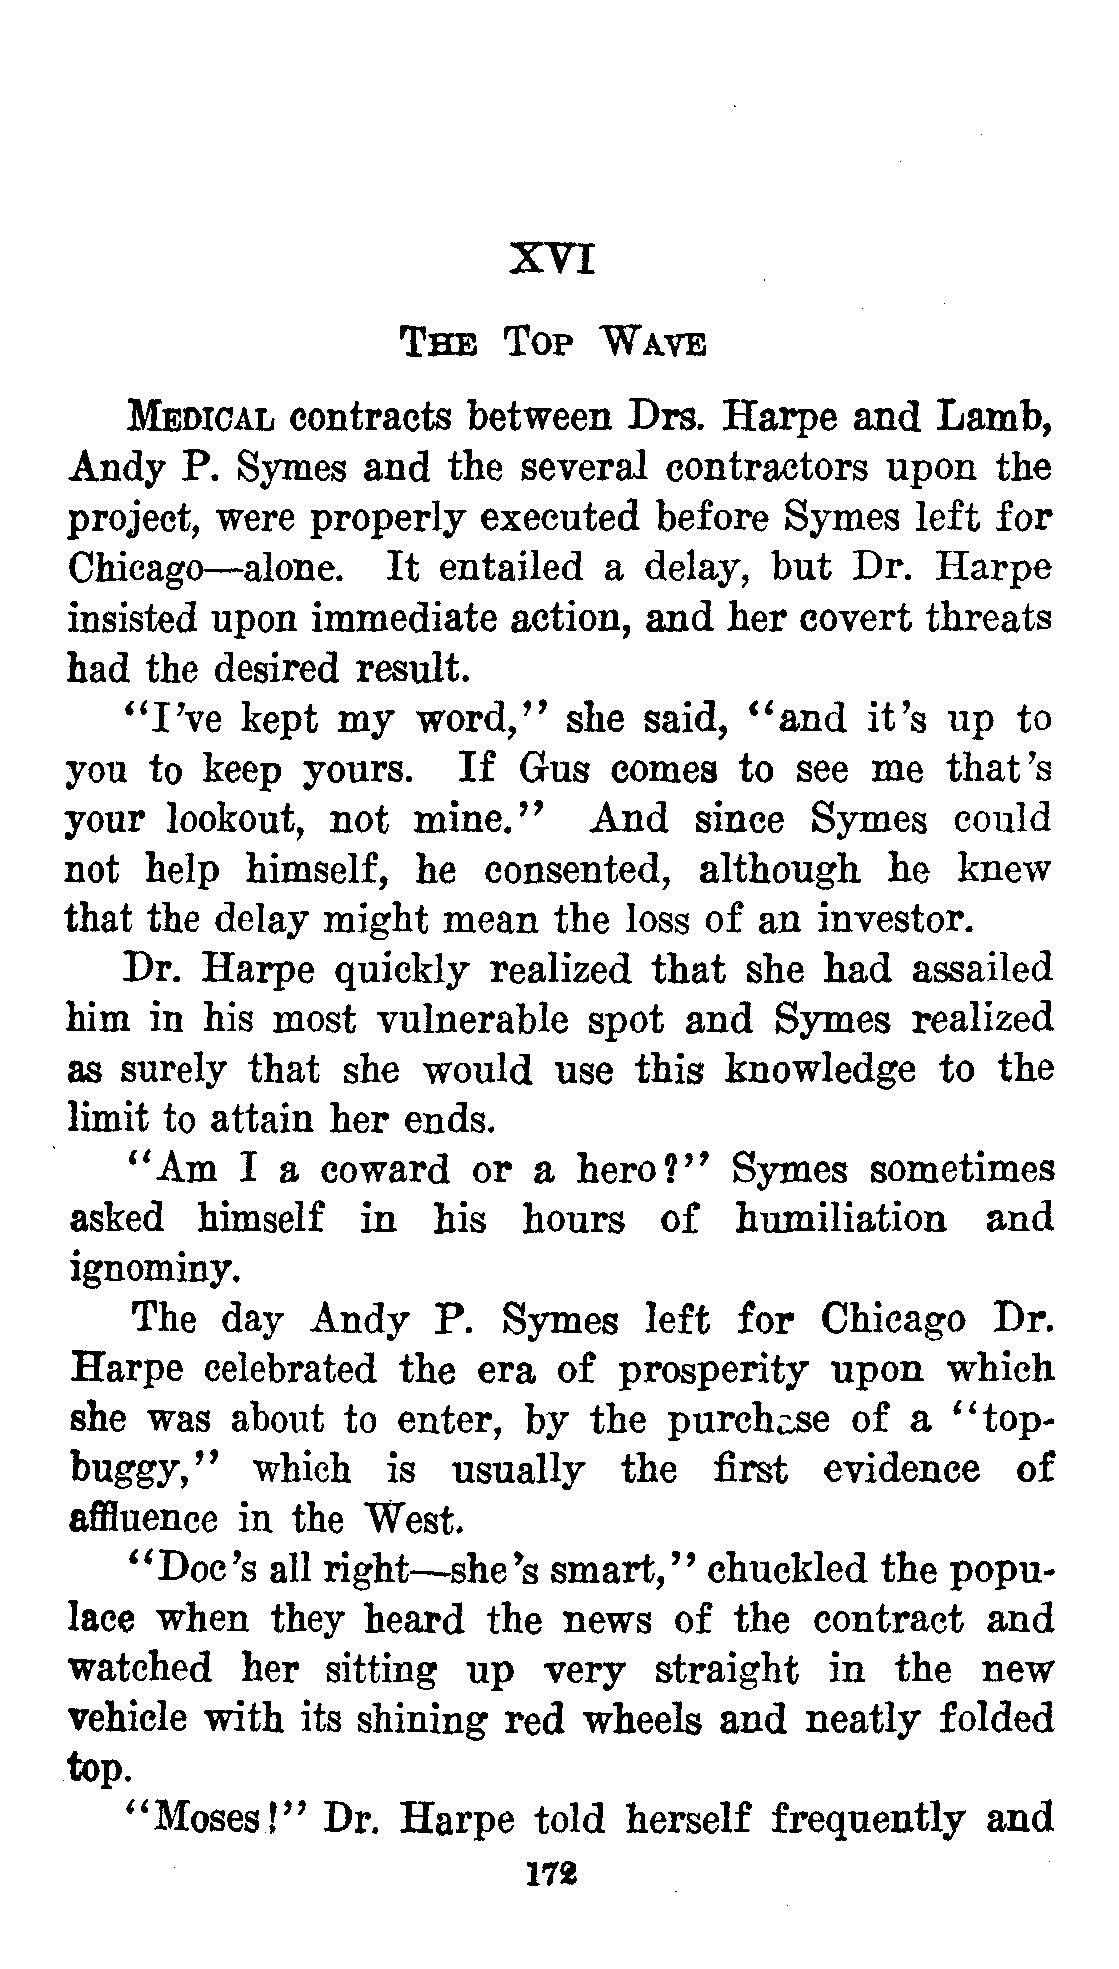 XVI
THE TOP WAVE
MEDICAL contracts between Drs. Harpe and Lamb,
Andy P. Symes and the several contractors upon the
project, were properly executed before Symes left for
Chicago—alone. It entailed a delay, but Dr. Harpe
insisted upon immediate action, and her covert threats
had the desired result.
"I've kept my word," she said, "and it's up to
you to keep yours. If Gus comes to see me that's
your lookout, not mine." And since Symes could
not help himself, he consented, although he knew
that the delay might mean the loss of an investor.
Dr. Harpe quickly realized that she had assailed
him in his most vulnerable spot and Symes realized
as surely that she would use this knowledge to the
limit to attain her ends.
"Am I a coward or a hero?" Symes sometimes
asked himself in his hours of humiliation and
ignominy.
The day Andy P. Symes left for Chicago Dr.
Harpe celebrated the era of prosperity upon which
she was about to enter, by the purchase of a "top-
buggy," which is usually the first evidence of
affluence in the West.
"Doc's all right—she's smart," chuckled the popu-
lace when they heard the news of the contract and
watched her sitting up very straight in the new
vehicle with its shining red wheels and neatly folded
top.
"Moses!" Dr. Harpe told herself frequently and
172